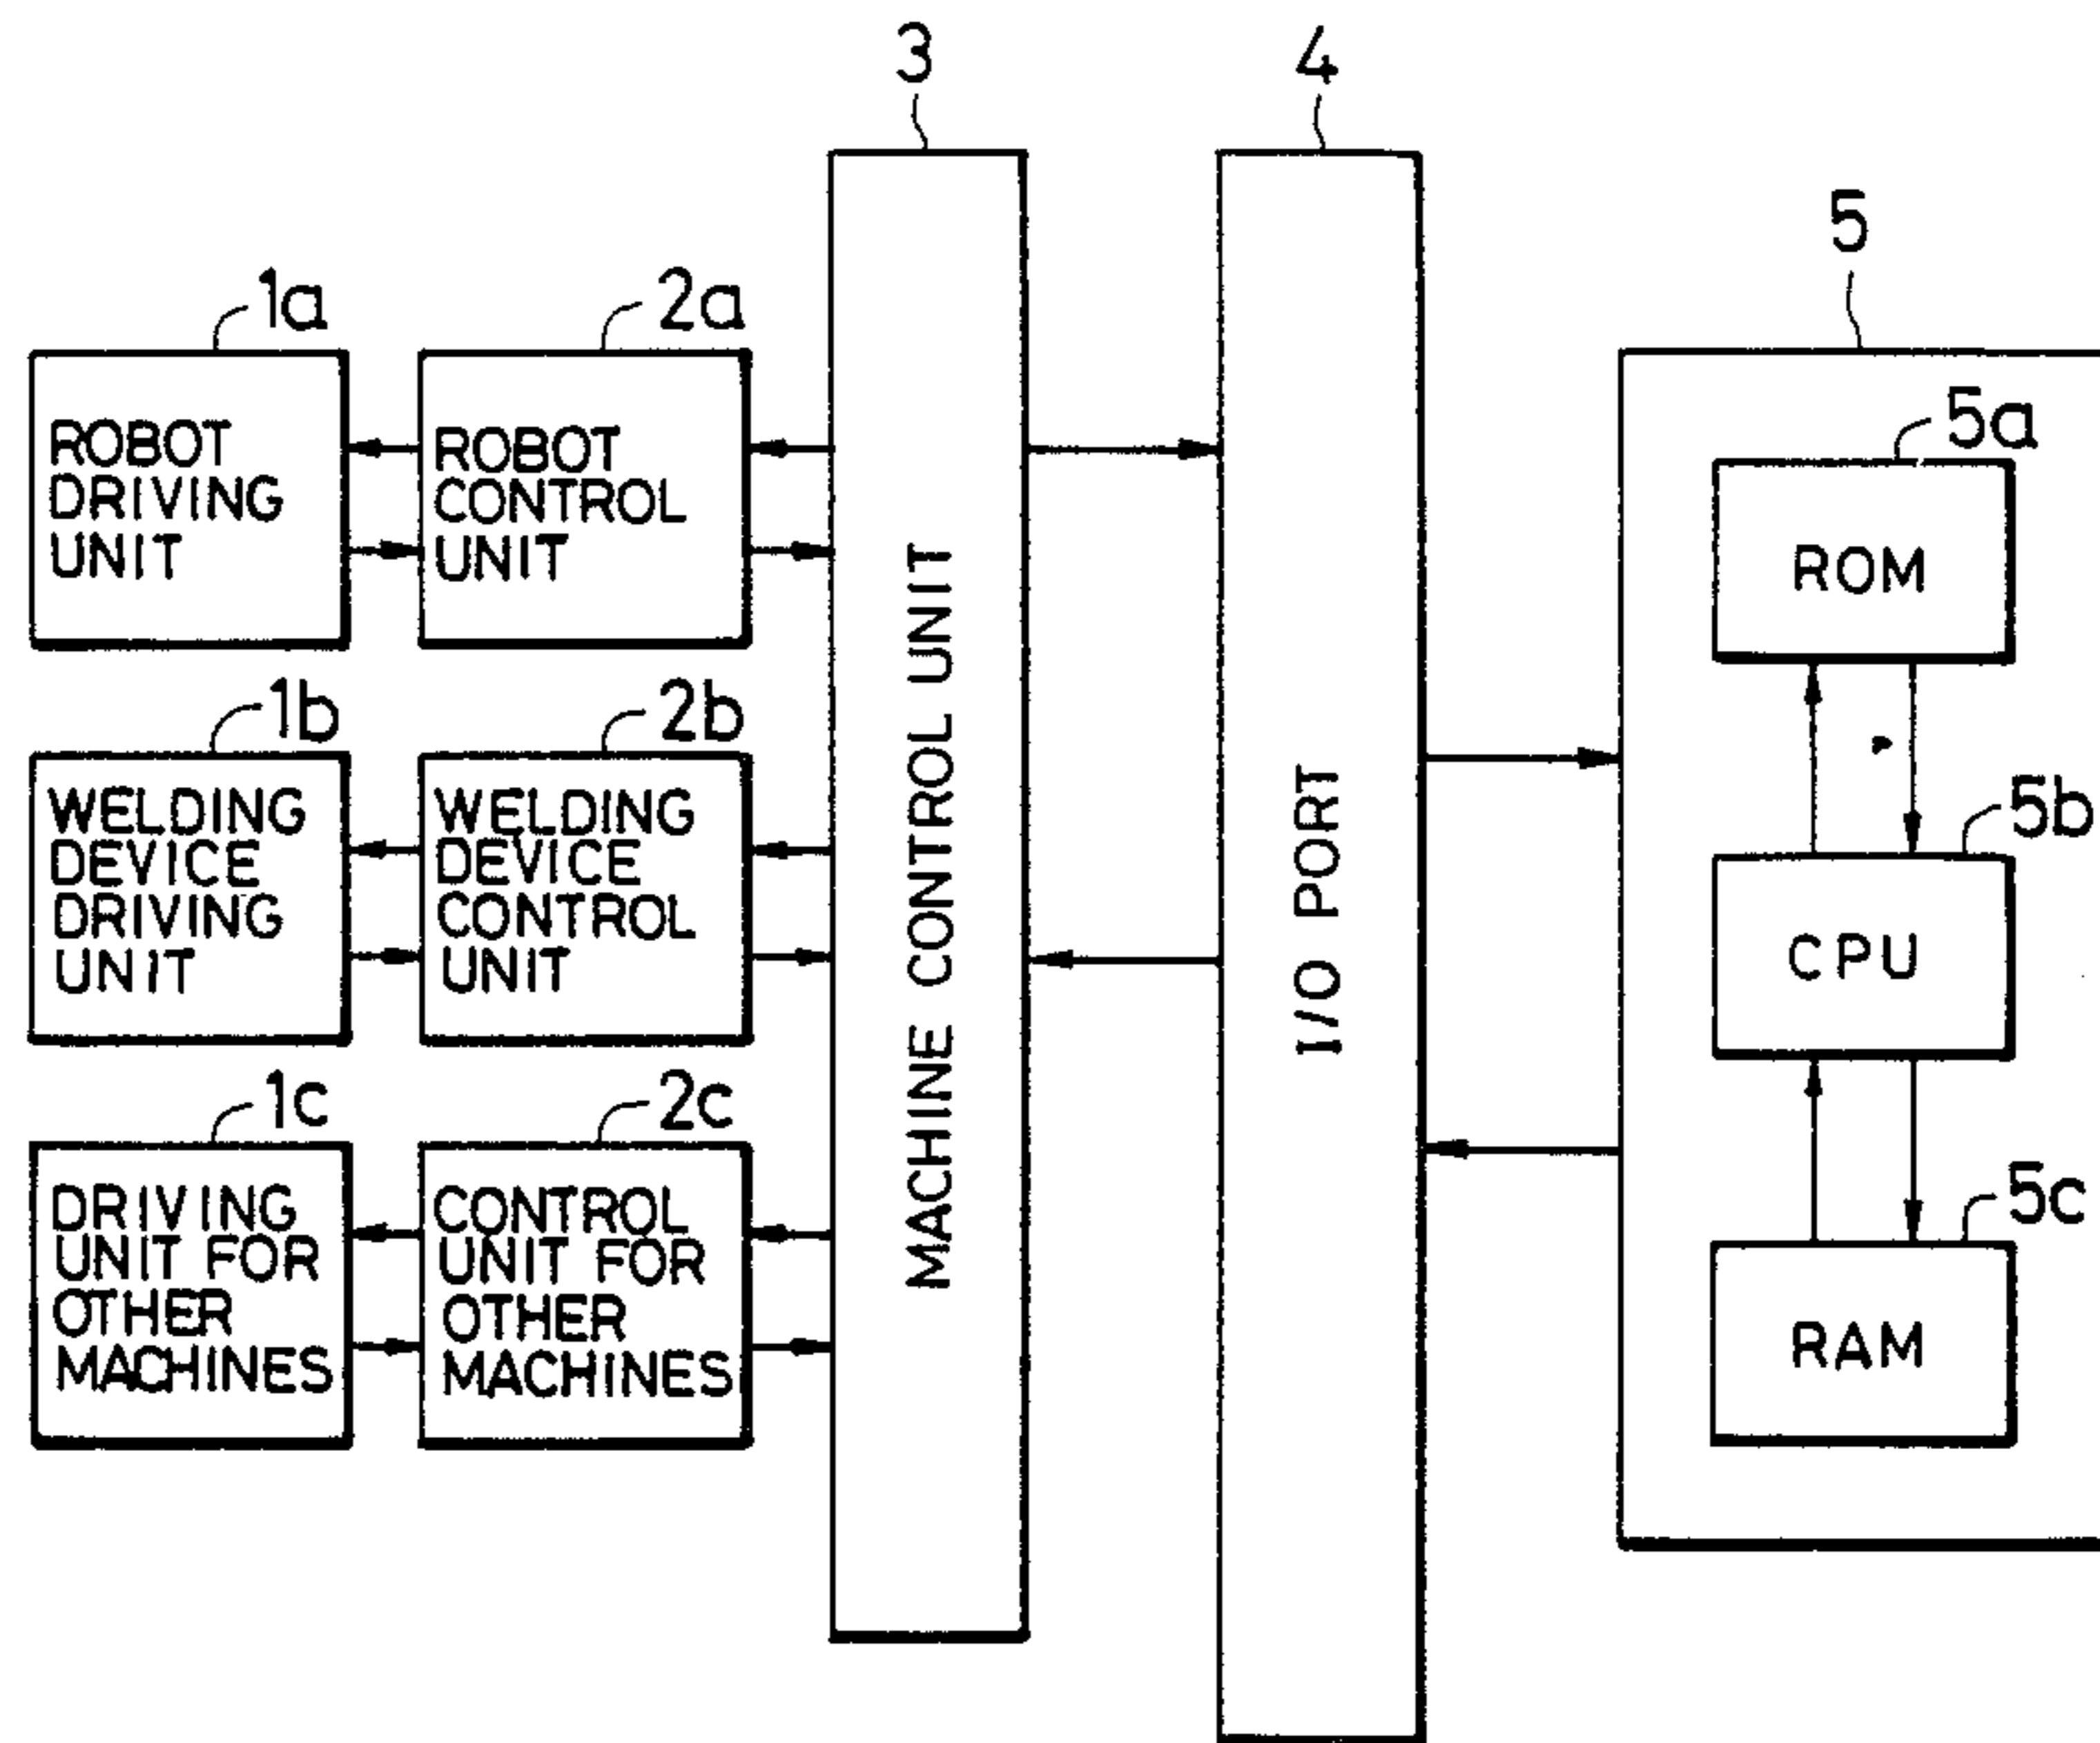 3
4
5
1a
2a
ROBOT
DRIVING
UNIT
ROBOT
CONTROL
UNIT
1b
2b
WELDING
DEVICE
DRIVING
UNIT
WELDING
DEVICE
CONTROL
UNIT
1c
2c
DRIVING
UNIT FOR
OTHER
MACHINES
CONTROL
UNIT FOR
OTHER
MACHINES
MACHINE CONTROL UNIT
I/O PORT
5a
ROM
5b
CPU
5c
RAM